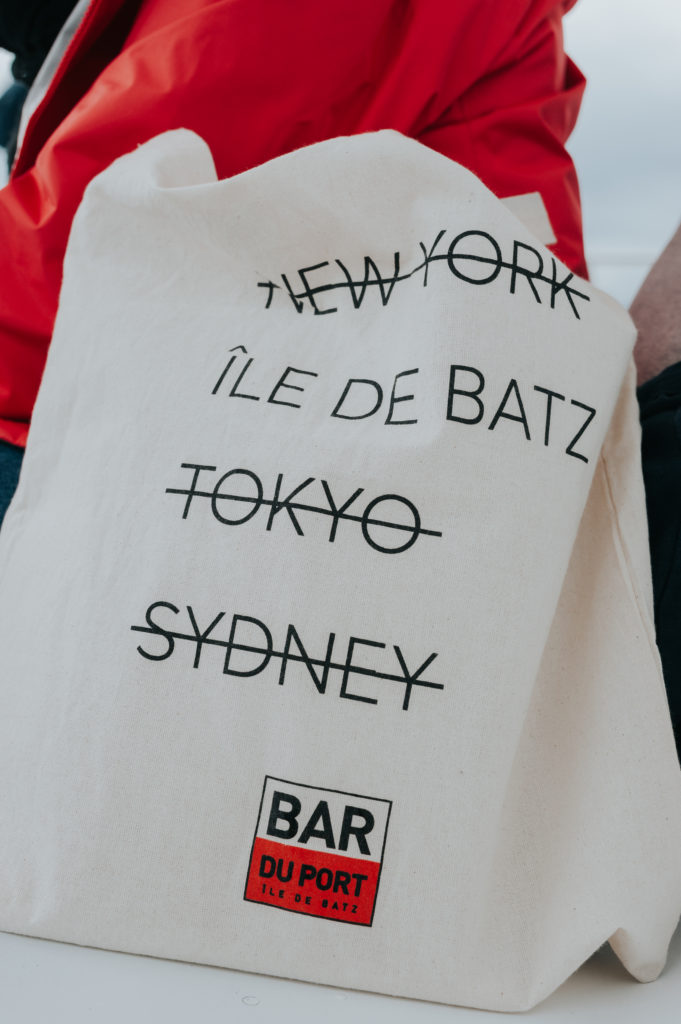 NEW YORK
ÎLE DE BATZ
TOKYO
SYDNEY
BAR
DU PORT
ÎLE DE BATZ